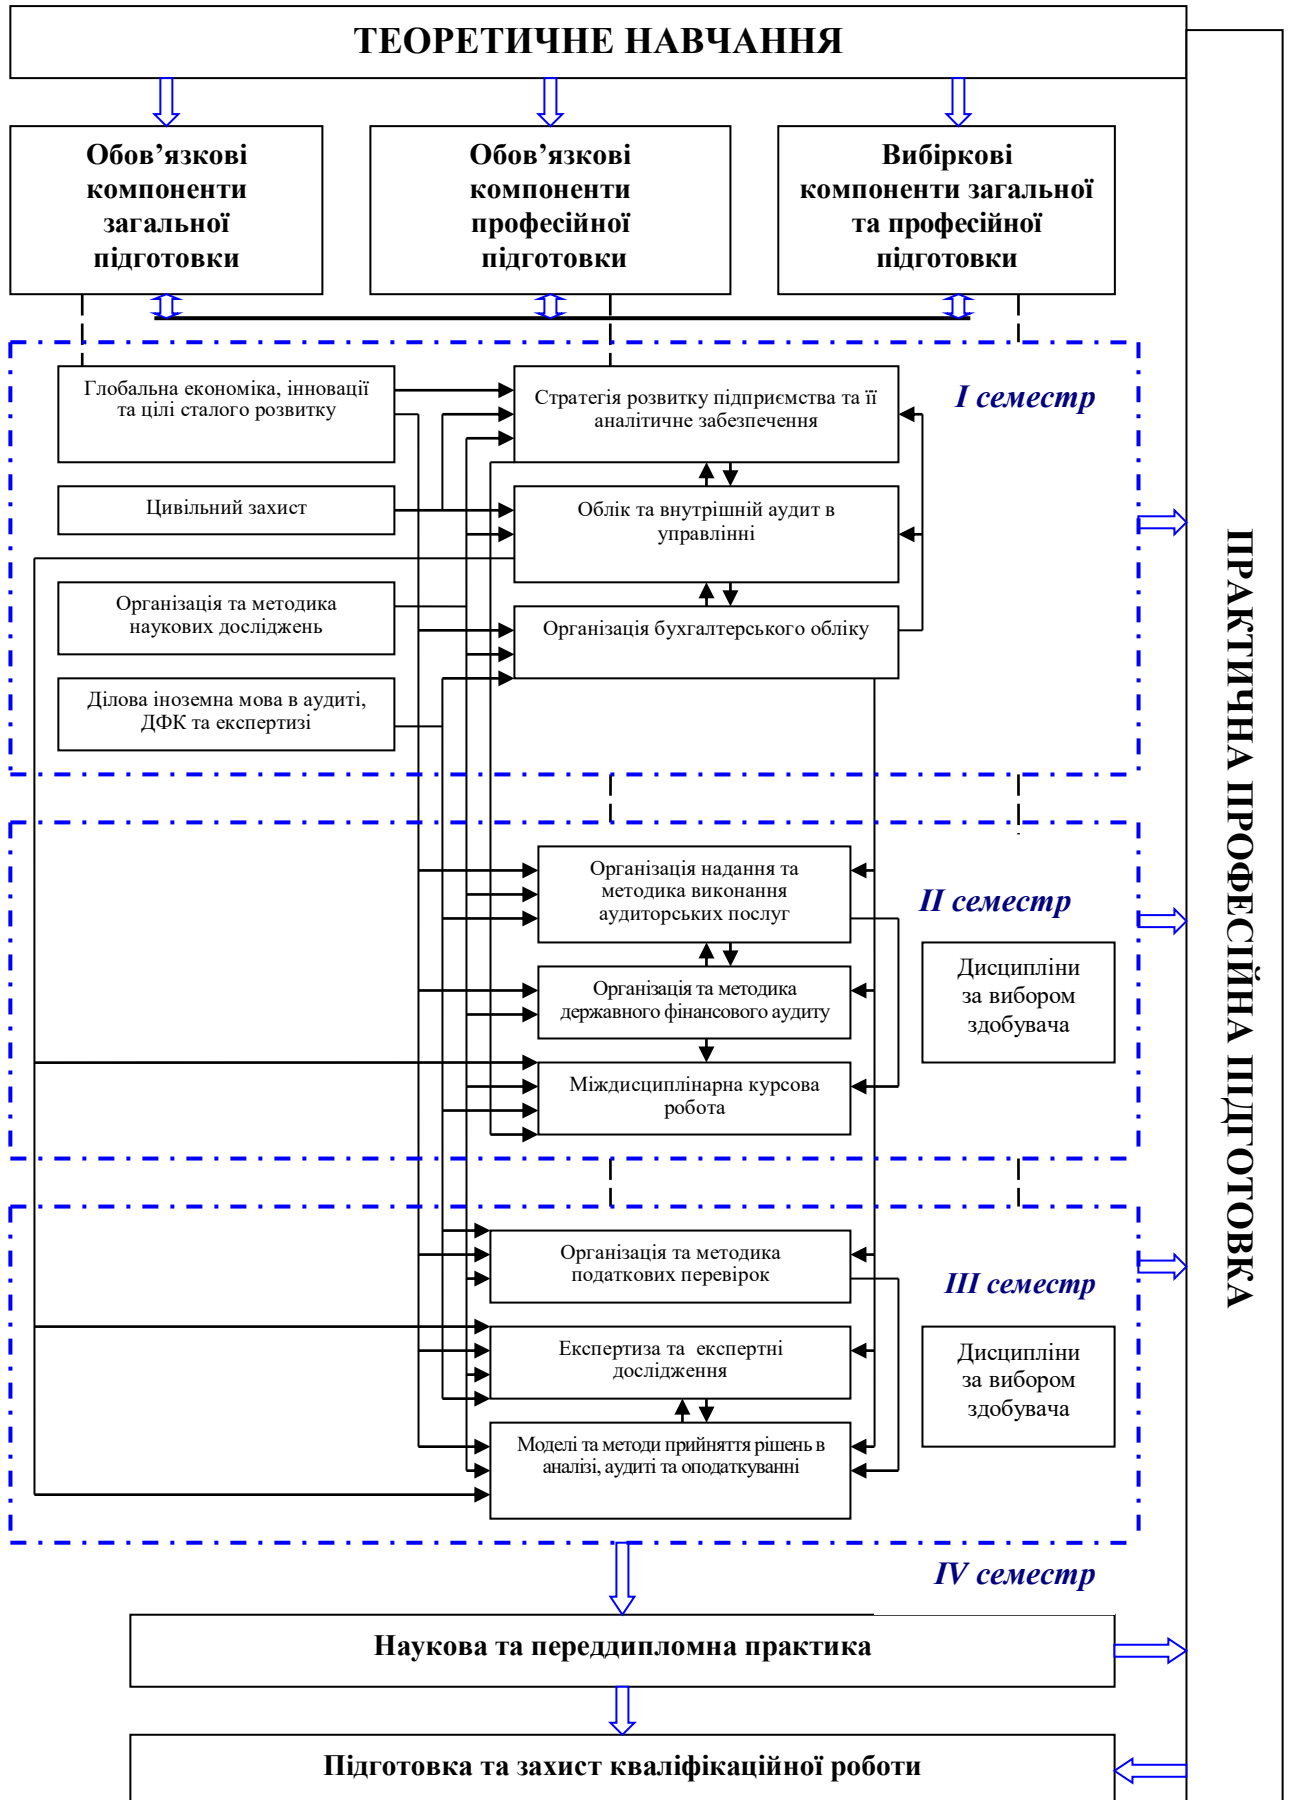 ТЕОРЕТИЧНЕ НАВЧАННЯ
Обов’язкові
компоненти
загальної
підготовки
Обов’язкові
компоненти
професійної
підготовки
Вибіркові
компоненти загальної
та професійної
підготовки
І семестр
Глобальна економіка, інновації
та цілі сталого розвитку
Стратегія розвитку підприємства та її
аналітичне забезпечення
Цивільний захист
Облік та внутрішній аудит в
управлінні
Організація та методика
наукових досліджень
Організація бухгалтерського обліку
Ділова іноземна мова в аудиті,
ДФК та експертизі
ІІ семестр
Організація надання та
методика виконання
аудиторських послуг
Організація та методика
державного фінансового аудиту
Міждисциплінарна курсова
робота
Дисципліни
за вибором
здобувача
ІІІ семестр
Організація та методика
податкових перевірок
Експертиза та  експертні
дослідження
Моделі та методи прийняття рішень в
аналізі, аудиті та оподаткуванні
Дисципліни
за вибором
здобувача
IV семестр
Наукова та переддипломна практика
Підготовка та захист кваліфікаційної роботи
ПРАКТИЧНА ПРОФЕСІЙНА ПІДГОТОВКА